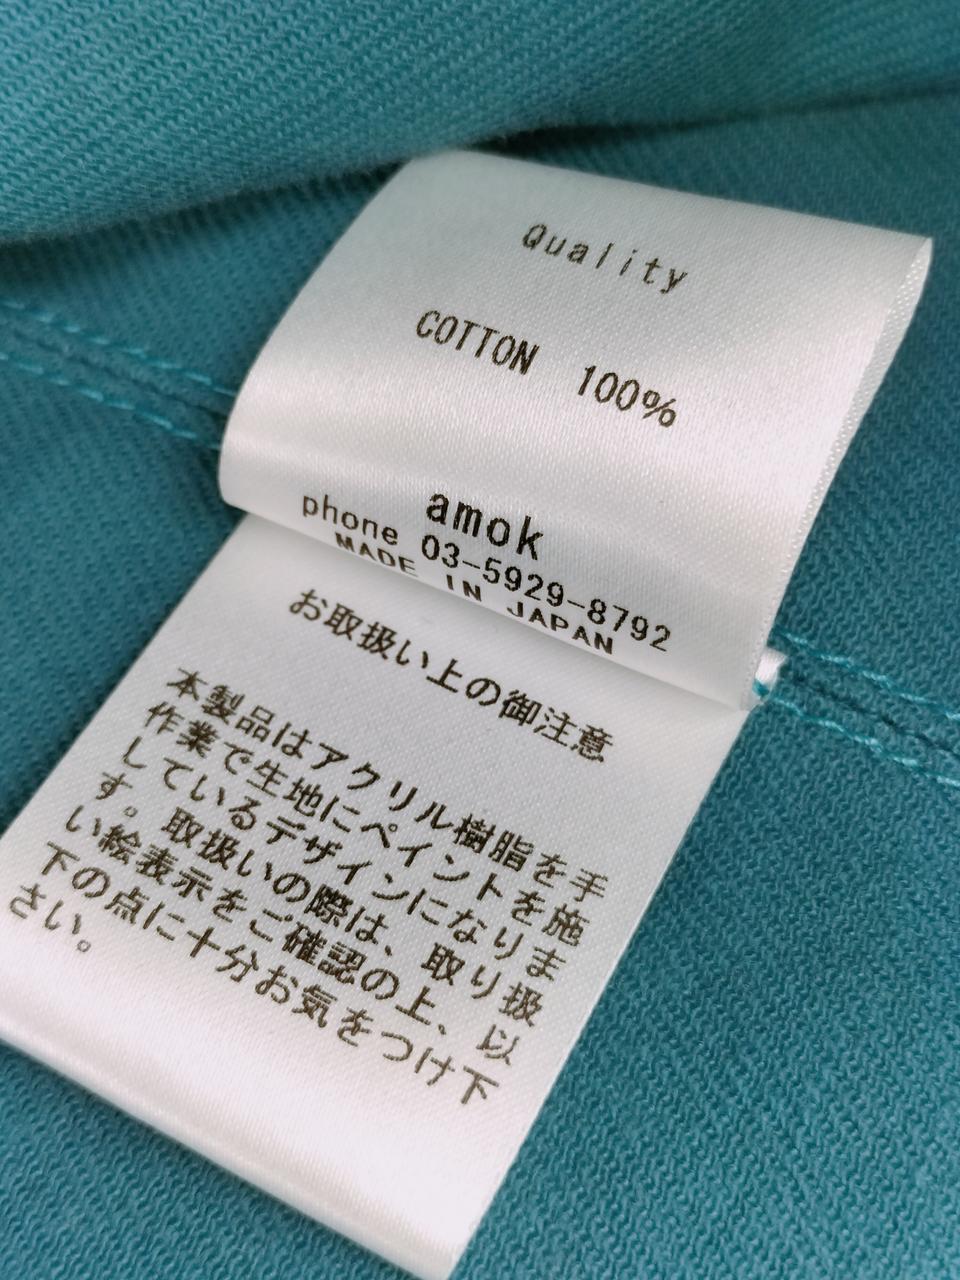 Quality
COTTON 100%
amok
phone 03-5929-8792
MADE IN JAPAN
お取扱い上の御注意
本製品はアクリル樹脂を手
作業で生地にペイントを施
しているデザインになりま
す。取扱いの際は、取り扱
い絵表示をご確認の上、以
下の点に十分お気をつけ下
さい。